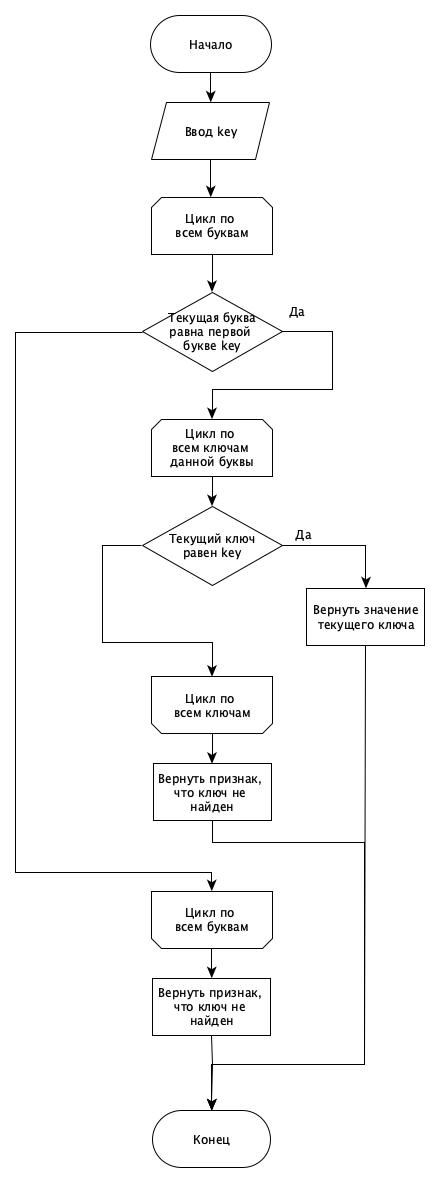 Начало
Ввод key
Цикл по
всем буквам
Текущая буква
равна первой
букве key
Да
Цикл по
всем ключам
данной буквы
Текущий ключ
равен key
Да
Вернуть значение
текущего ключа
Цикл по
всем ключам
Вернуть признак,
что ключ не
найден
Цикл по
всем буквам
Вернуть признак,
что ключ не
найден
Конец